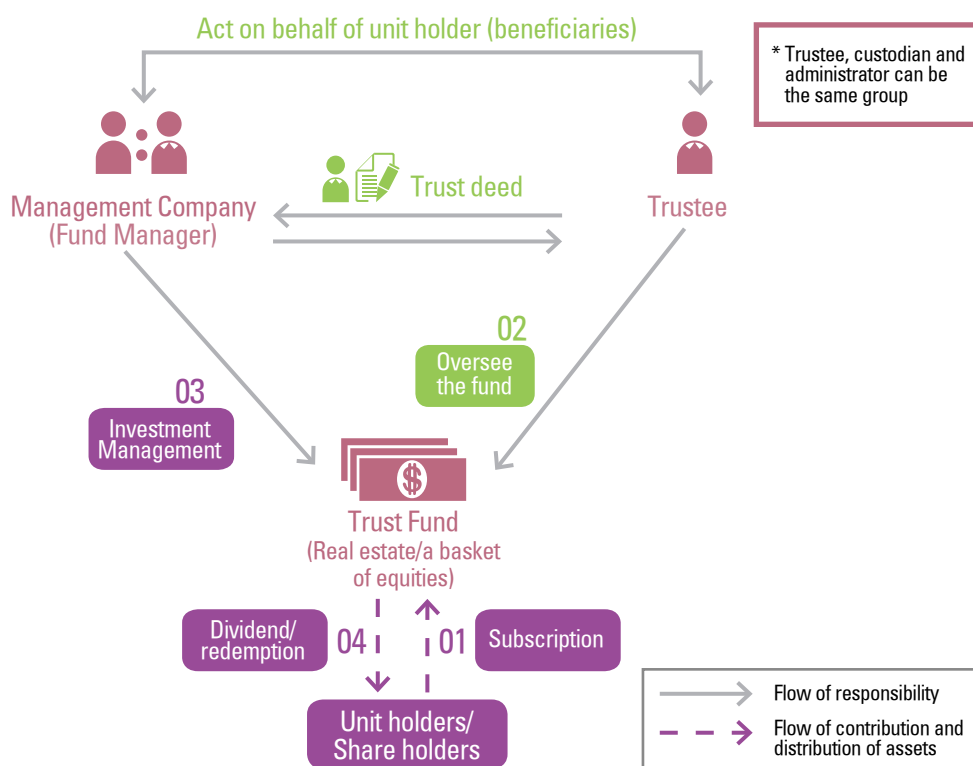 Act on behalf of unit holder (beneficiaries)
* Trustee, custodian and
administrator can be
the same group
Trust deed
Management Company
(Fund Manager)
Trustee
02
Oversee
the fund
03
Investment
Management
$
Trust Fund
(Real estate/a basket
of equities)
Dividend/
redemption
04
01
Subscription
Unit holders/
Share holders
Flow of responsibility
Flow of contribution and
distribution of assets